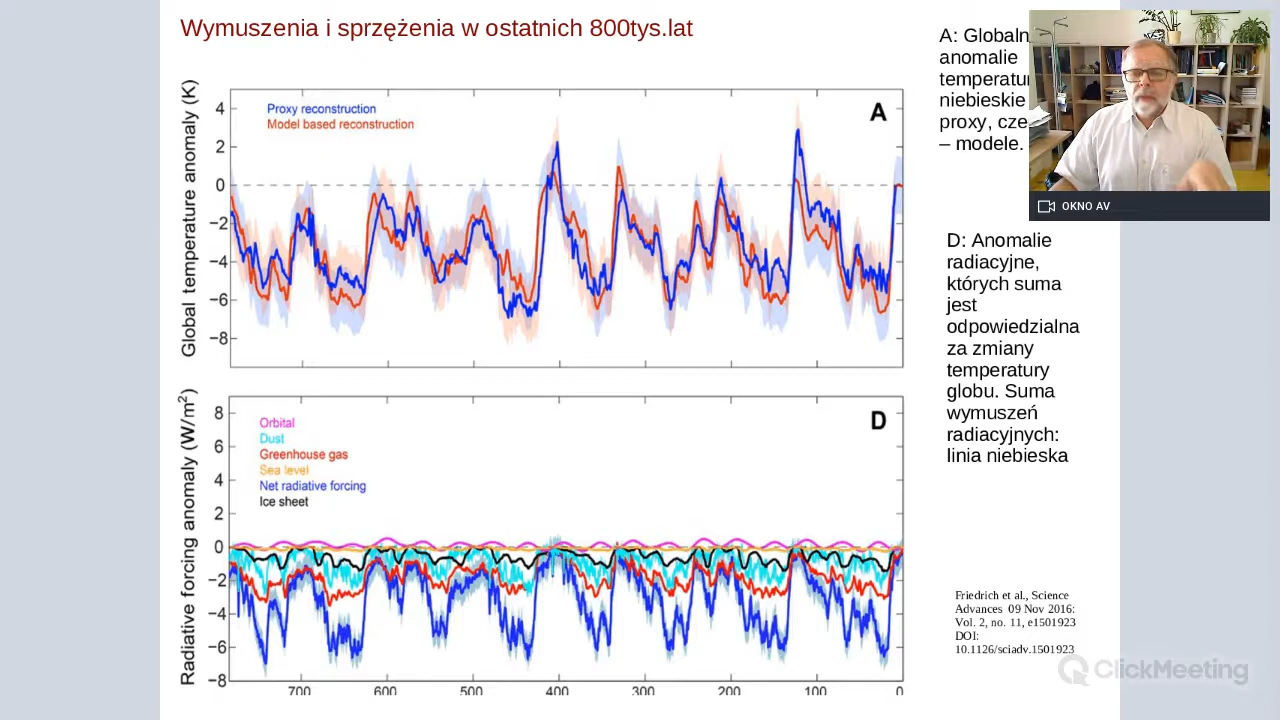 Wymuszenia i sprzężenia w ostatnich 800tys.lat
Global temperature anomaly (K)
4
2
0
−2
−4
−6
−8
Proxy reconstruction
Model based reconstruction
A
Radiative forcing anomaly (W/m²)
8
6
4
2
0
−2
−4
−6
−8
Orbital
Dust
Greenhouse gas
Sea level
Net radiative forcing
Ice sheet
D
700
600
500
400
300
200
100
0
A: Globaln
anomalie
temperatu
niebieskie
proxy, cze
– modele.
OKNO AV
D: Anomalie
radiacyjne,
których suma
jest
odpowiedzialna
za zmiany
temperatury
globu. Suma
wymuszeń
radiacyjnych:
linia niebieska
Friedrich et al., Science
Advances 09 Nov 2016:
Vol. 2, no. 11, e1501923
DOI:
10.1126/sciadv.1501923
ClickMeeting